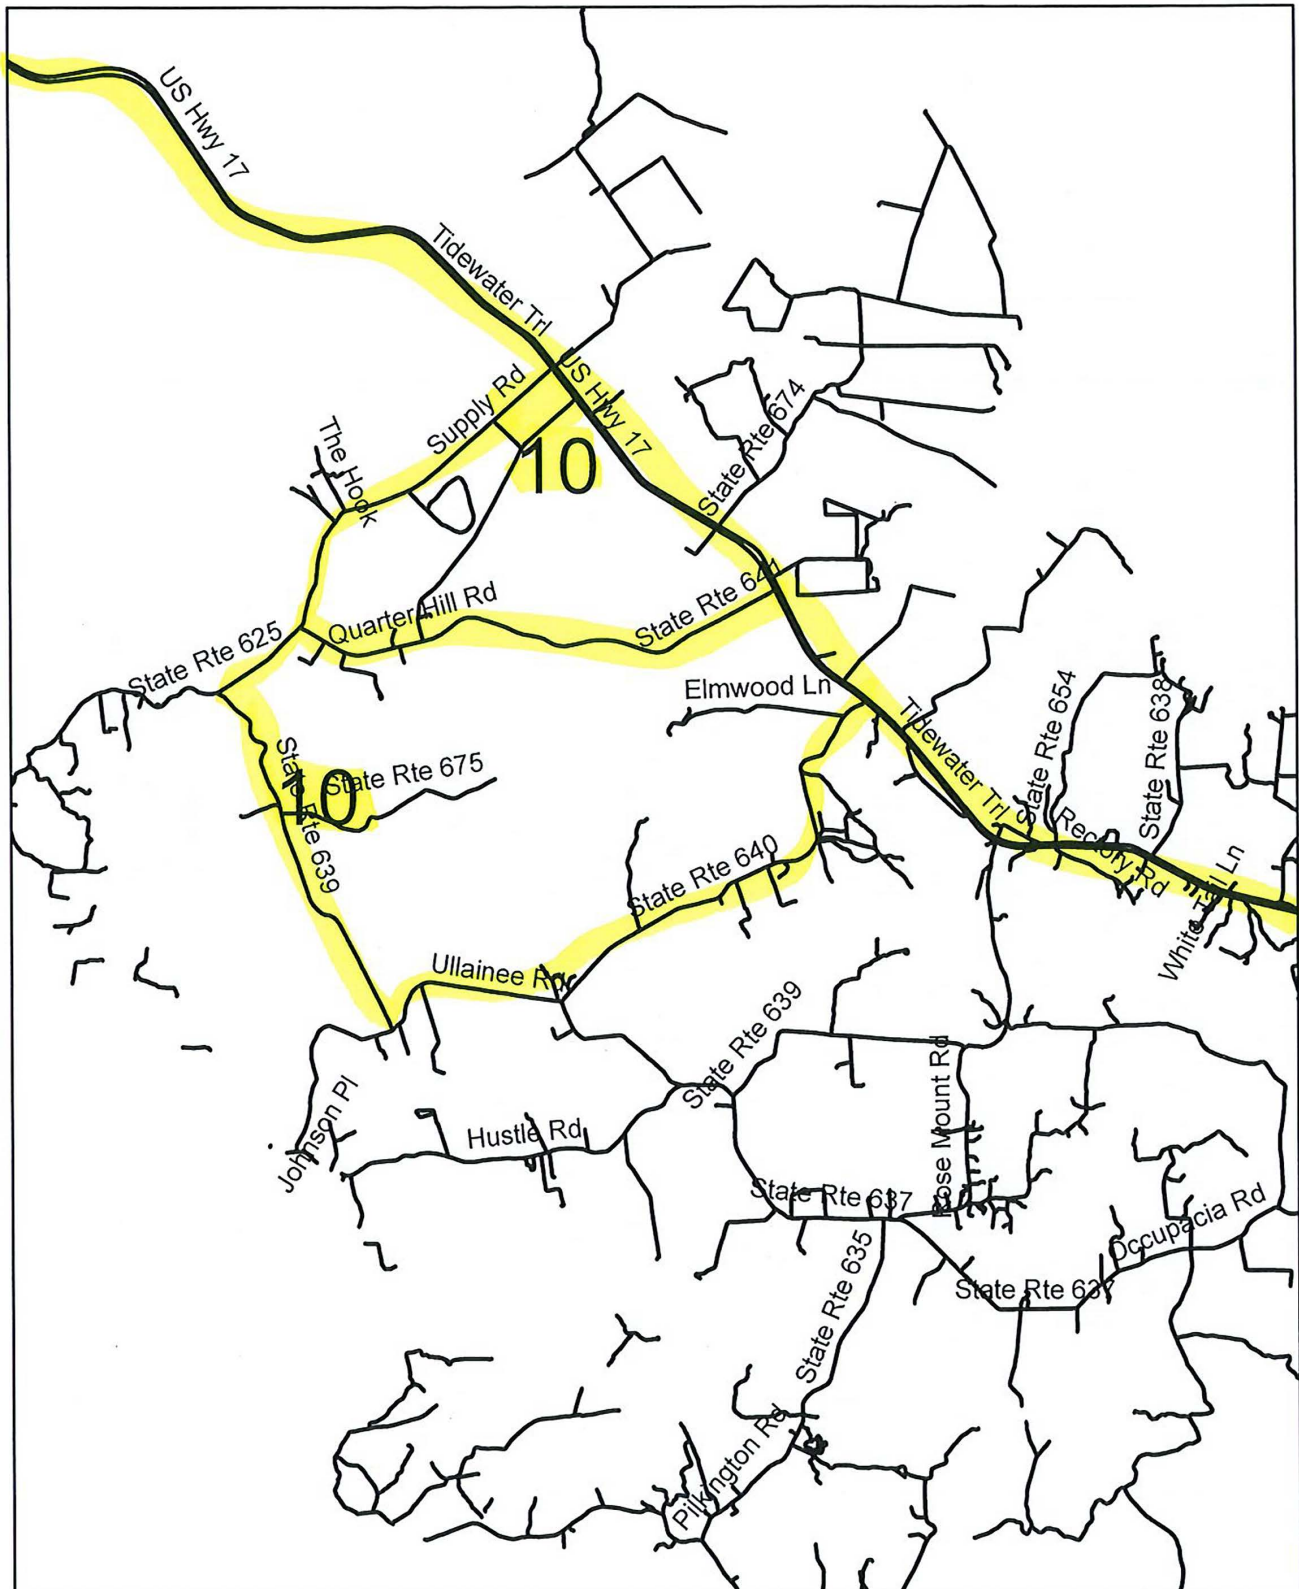 US Hwy 17
Tidewater Trl
US Hwy 17
Supply Rd
State Rte 674
The Hook
10
State Rte 641
Quarter Hill Rd
State Rte 625
Elmwood Ln
State Rte 654
State Rte 638
Tidewater Trl
State Rte 675
10
State Rte 639
Rectory Rd
State Rte 640
White Tail Ln
Ullainee Rd
State Rte 639
Rose Mount Rd
Johnson Pl
Hustle Rd
State Rte 637
Occupacia Rd
State Rte 635
State Rte 637
Pilkington Rd